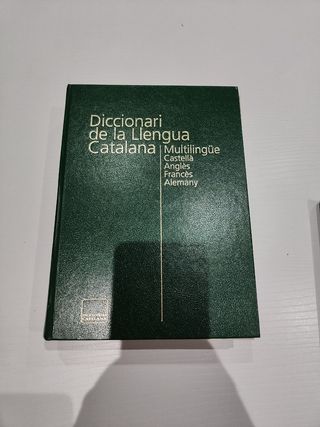 Diccionari
de la Llengua
Catalana
Multilingüe
Castellà
Anglès
Francès
Alemany